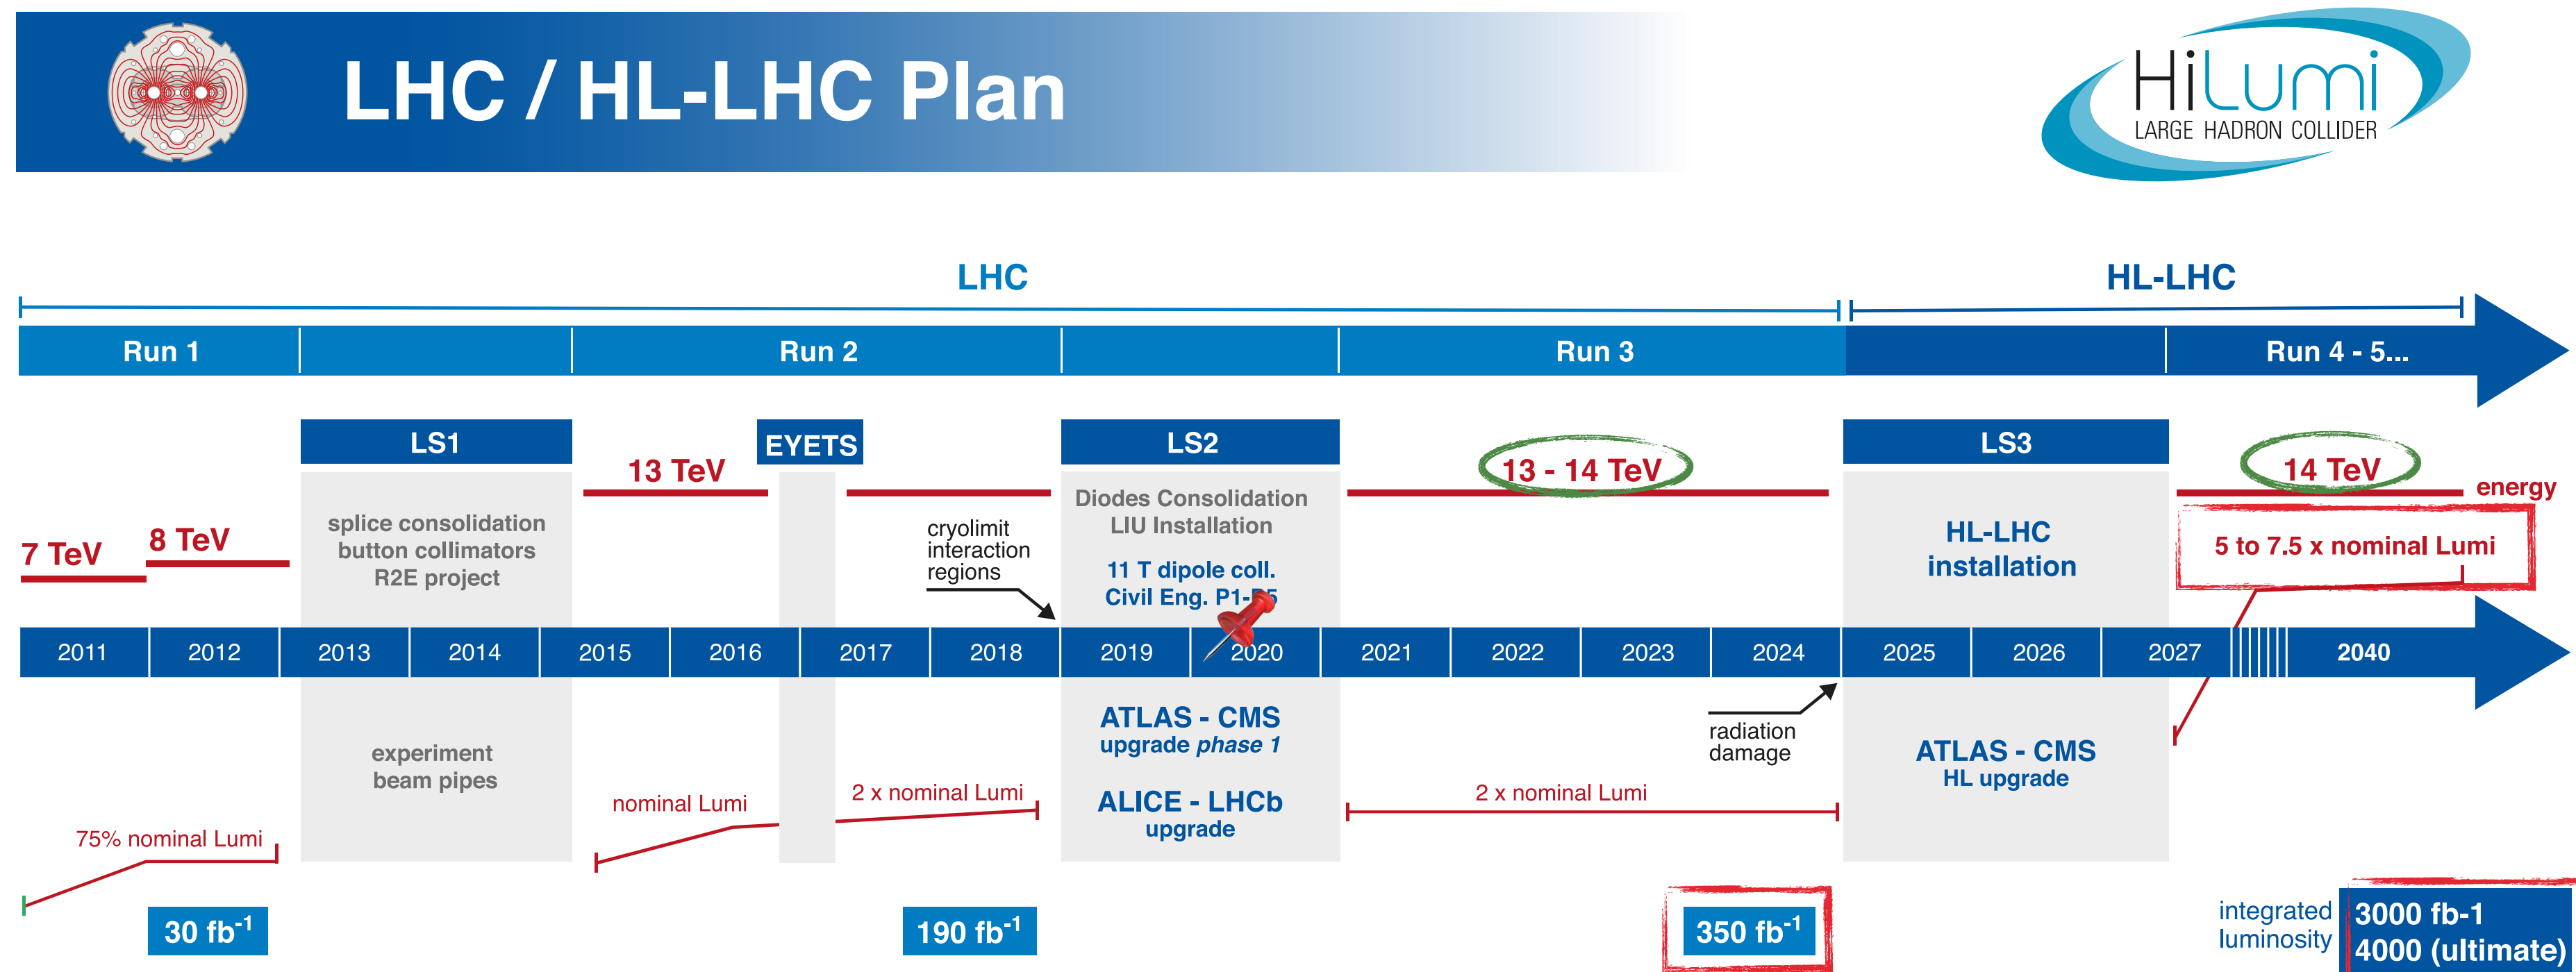 LHC / HL-LHC Plan
HiLumi
LARGE HADRON COLLIDER
LHC
HL-LHC
Run 1
Run 2
Run 3
Run 4 - 5...
LS1
EYETS
LS2
LS3
13 TeV
13 - 14 TeV
14 TeV
energy
7 TeV
8 TeV
splice consolidation
button collimators
R2E project
cryolimit
interaction
regions
Diodes Consolidation
LIU Installation
11 T dipole coll.
Civil Eng. P1-P5
HL-LHC
installation
5 to 7.5 x nominal Lumi
2011
2012
2013
2014
2015
2016
2017
2018
2019
2020
2021
2022
2023
2024
2025
2026
2027
2040
experiment
beam pipes
ATLAS - CMS
upgrade phase 1
ALICE - LHCb
upgrade
radiation
damage
ATLAS - CMS
HL upgrade
75% nominal Lumi
nominal Lumi
2 x nominal Lumi
2 x nominal Lumi
30 fb-1
190 fb-1
350 fb-1
integrated
luminosity
3000 fb-1
4000 (ultimate)